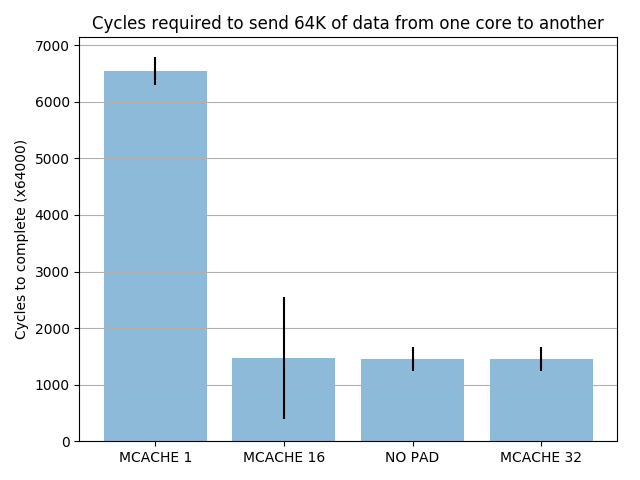 Cycles required to send 64K of data from one core to another
Cycles to complete (x64000)
7000
6000
5000
4000
3000
2000
1000
0
MCACHE 1
MCACHE 16
NO PAD
MCACHE 32